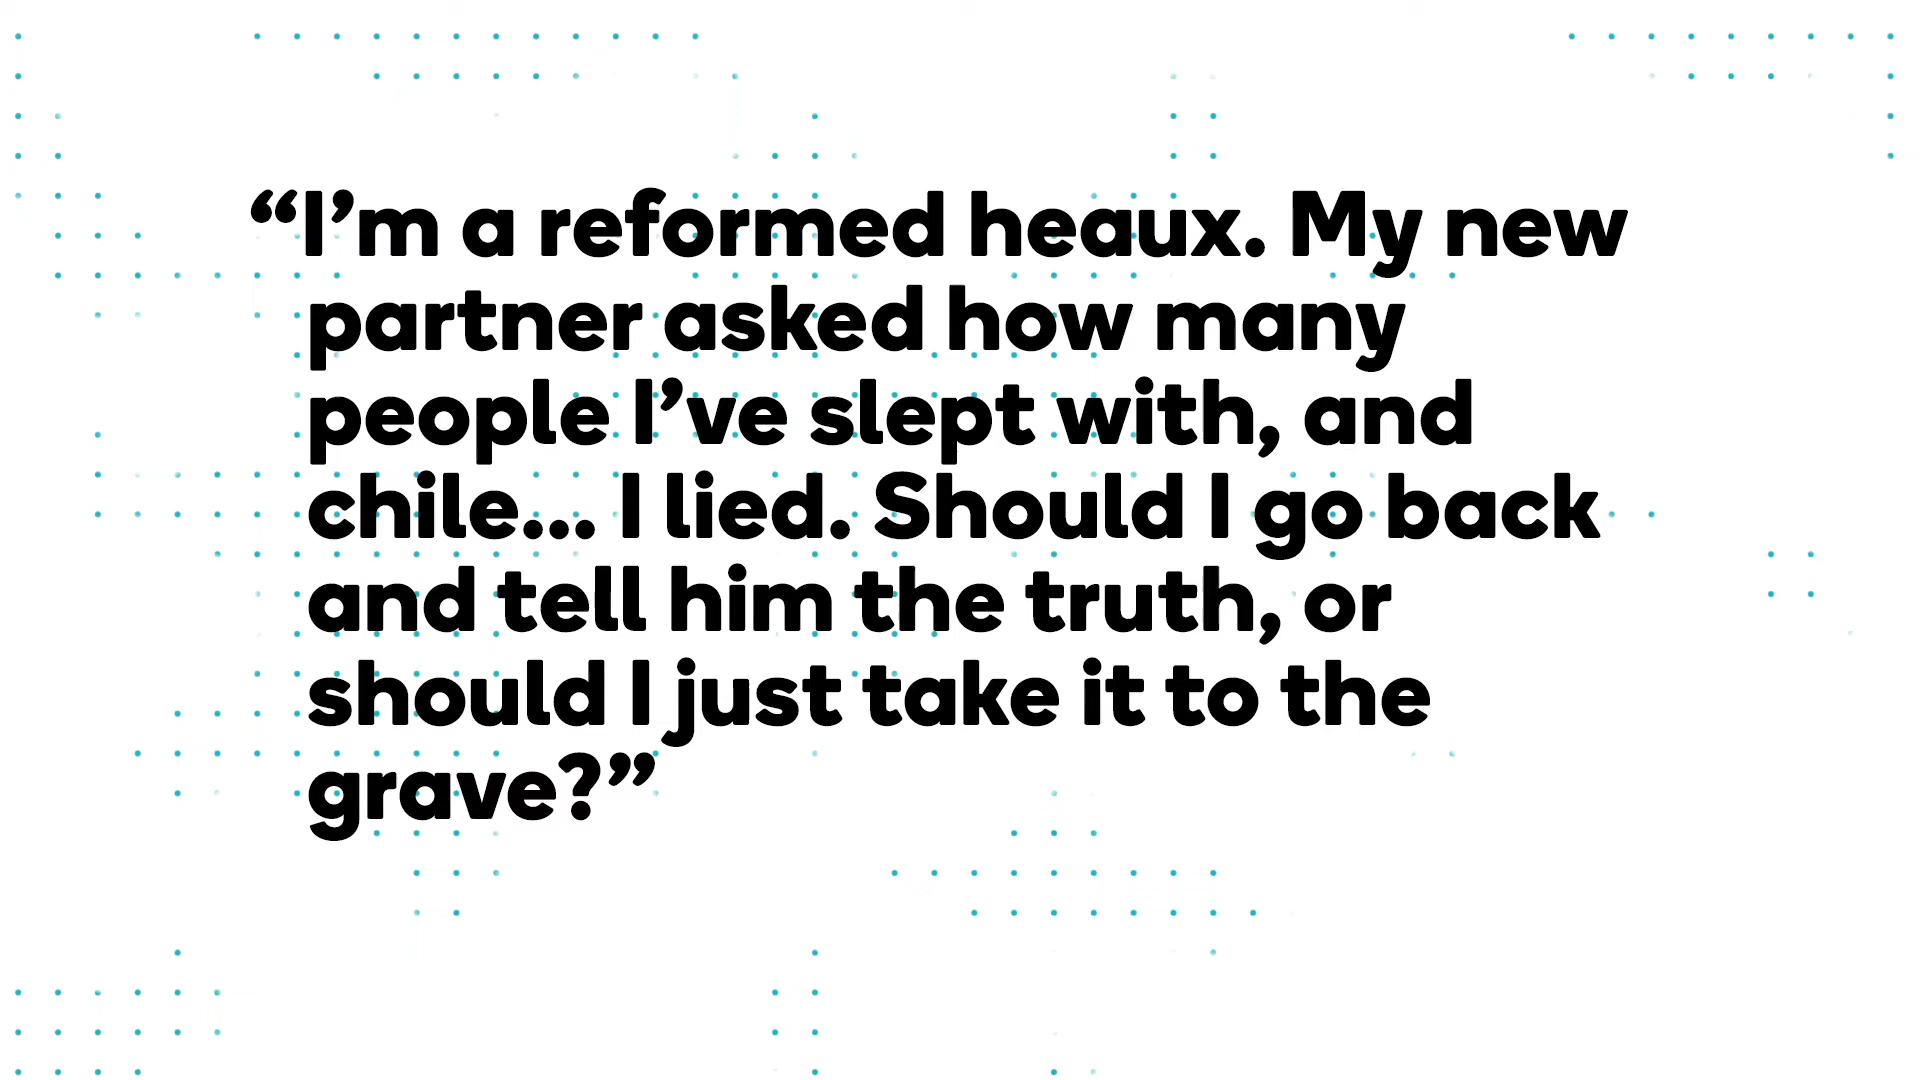 “I’m a reformed heaux. My new
partner asked how many
people I’ve slept with, and
chile... I lied. Should I go back
and tell him the truth, or
should I just take it to the
grave?”